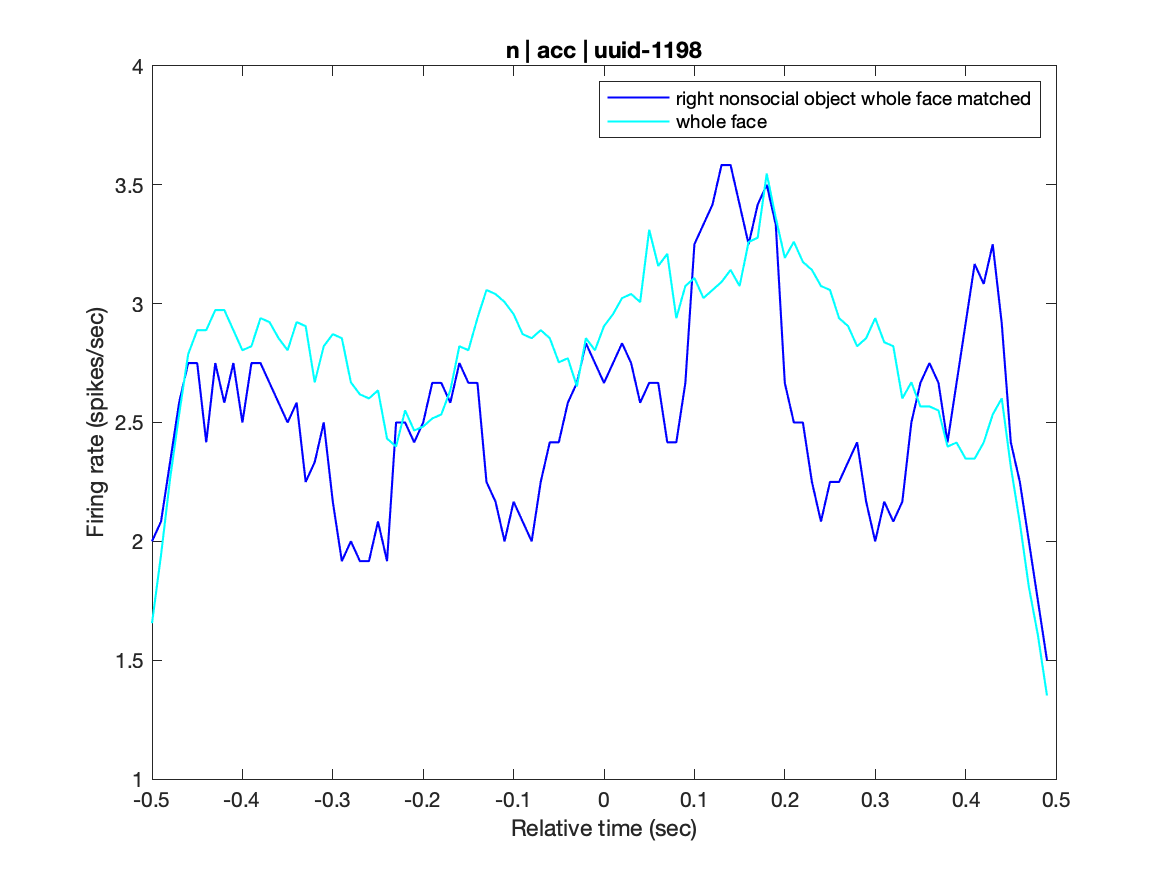 n | acc | uuid-1198
right nonsocial object whole face matched
whole face
Firing rate (spikes/sec)
4
3.5
3
2.5
2
1.5
1
-0.5 -0.4 -0.3 -0.2 -0.1 0 0.1 0.2 0.3 0.4 0.5
Relative time (sec)